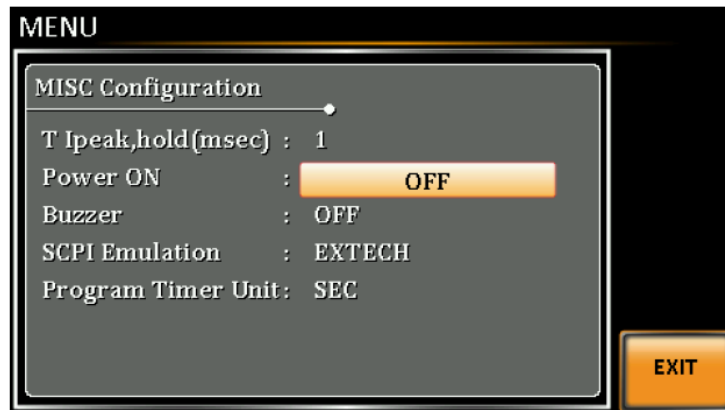 MENU
MISC Configuration
T Ipeak,hold(msec) : 1
Power ON : OFF
Buzzer : OFF
SCPI Emulation : EXTECH
Program Timer Unit: SEC
EXIT